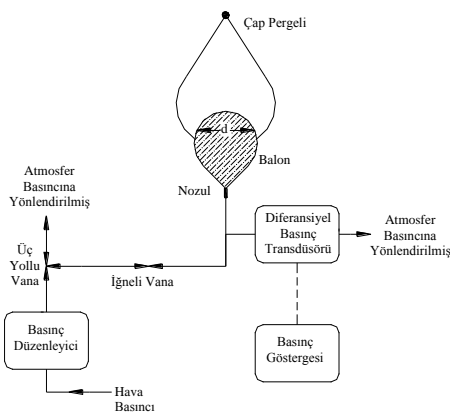 Çap Pergeli
d
Balon
Nozul
Atmosfer
Basıncına
Yönlendirilmiş
Üç
Yollu
Vana
İğneli Vana
Diferansiyel
Basınç
Transdüsörü
Atmosfer
Basıncına
Yönlendirilmiş
Basınç
Düzenleyici
Basınç
Göstergesi
Hava
Basıncı